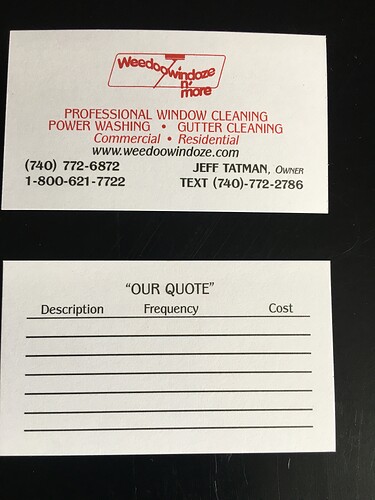 Weedoowindoze
n'
more
PROFESSIONAL WINDOW CLEANING
POWER WASHING • GUTTER CLEANING
Commercial • Residential
www.weedoowindoze.com
(740) 772-6872 JEFF TATMAN, OWNER
1-800-621-7722 TEXT (740)-772-2786
"OUR QUOTE"
Description Frequency Cost